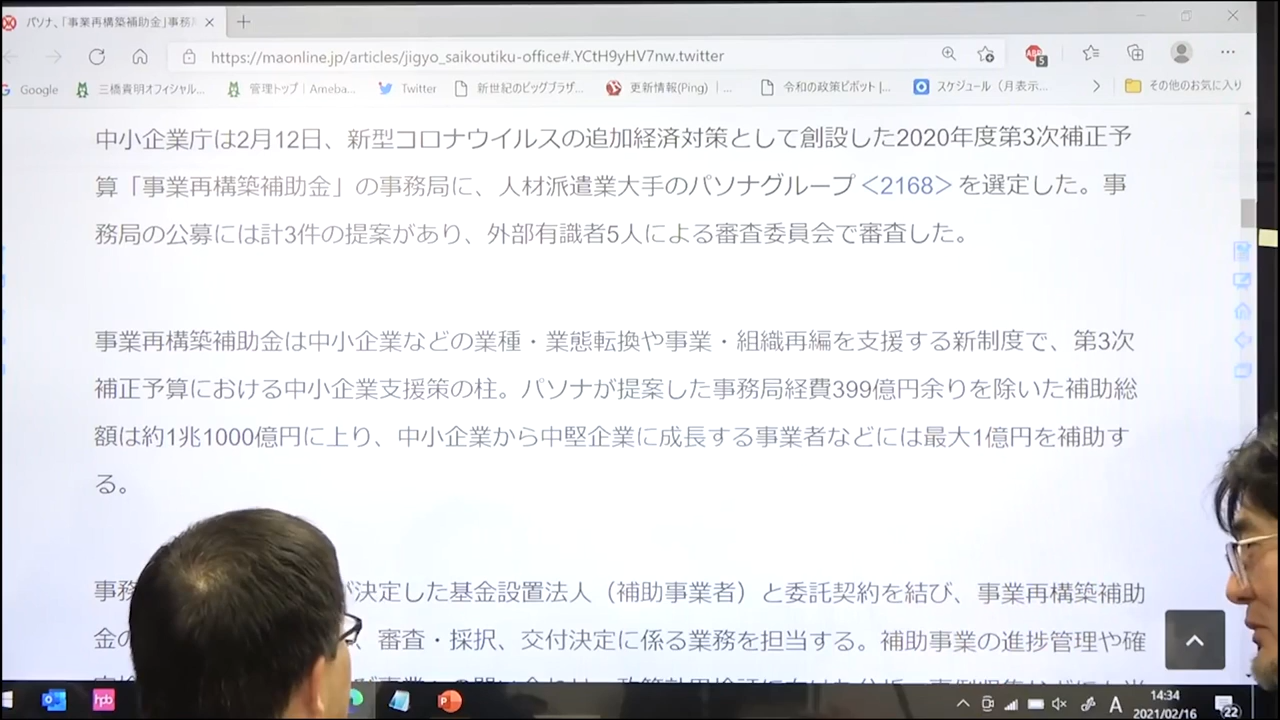 パソナ、「事業再構築補助金」事務
https://maonline.jp/articles/jigyo_saikoutiku-office#.YCtH9yHV7nw.twitter
ABP
5
Google
三橋貴明オフィシャル...
管理トップ | Ameba...
Twitter
新世紀のビッグブラザ...
更新情報(Ping) | ...
令和の政策ピボット |...
スケジュール（月表示...
その他のお気に入り
中小企業庁は2月12日、新型コロナウイルスの追加経済対策として創設した2020年度第3次補正予
算「事業再構築補助金」の事務局に、人材派遣業大手のパソナグループ＜2168＞を選定した。事
務局の公募には計3件の提案があり、外部有識者5人による審査委員会で審査した。
事業再構築補助金は中小企業などの業種・業態転換や事業・組織再編を支援する新制度で、第3次
補正予算における中小企業支援策の柱。パソナが提案した事務局経費399億円余りを除いた補助総
額は約1兆1000億円に上り、中小企業から中堅企業に成長する事業者などには最大1億円を補助す
る。
事務 決定した基金設置法人（補助事業者）と委託契約を結び、事業再構築補助
金の 、審査・採択、交付決定に係る業務を担当する。補助事業の進捗管理や確
hpb
A
14:34
2021/02/16
22